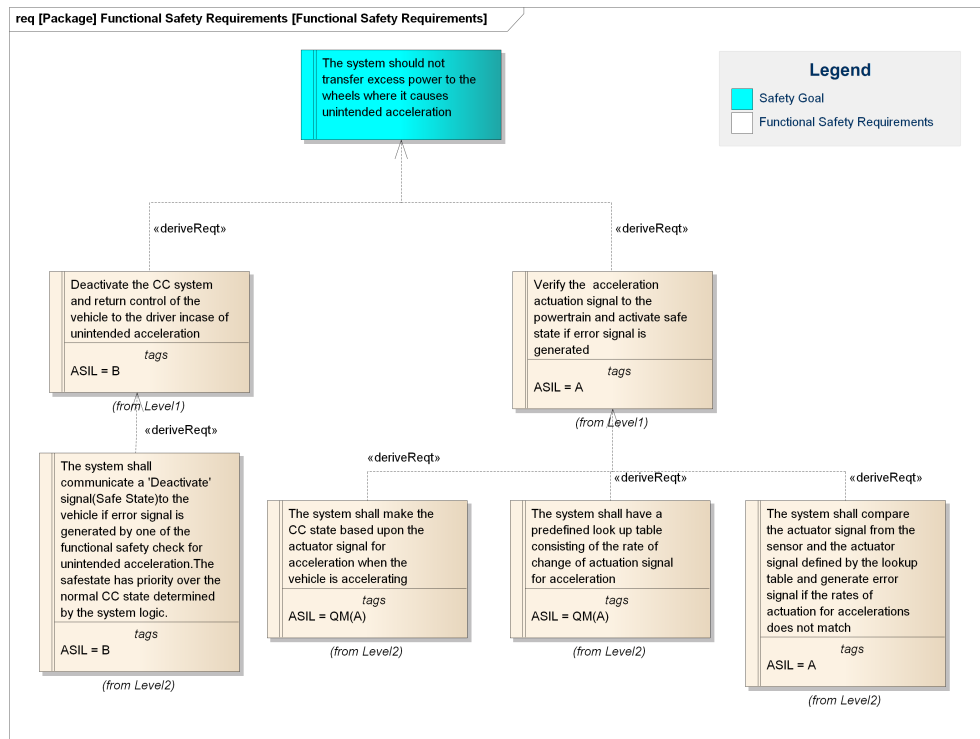 req [Package] Functional Safety Requirements [Functional Safety Requirements]
The system should not
transfer excess power to the
wheels where it causes
unintended acceleration
Legend
Safety Goal
Functional Safety Requirements
«deriveReqt»
«deriveReqt»
Deactivate the CC system
and return control of the
vehicle to the driver incase of
unintended acceleration
tags
ASIL = B
(from Level1)
Verify the  acceleration
actuation signal to the
powertrain and activate safe
state if error signal is
generated
tags
ASIL = A
(from Level1)
«deriveReqt»
«deriveReqt»
«deriveReqt»
«deriveReqt»
The system shall
communicate a 'Deactivate'
signal(Safe State)to the
vehicle if error signal is
generated by one of the
functional safety check for
unintended acceleration.The
safestate has priority over the
normal CC state determined
by the system logic.
tags
ASIL = B
(from Level2)
The system shall make the
CC state based upon the
actuator signal for
acceleration when the
vehicle is accelerating
tags
ASIL = QM(A)
(from Level2)
The system shall have a
predefined look up table
consisting of the rate of
change of actuation signal
for acceleration
tags
ASIL = QM(A)
(from Level2)
The system shall compare
the actuator signal from the
sensor and the actuator
signal defined by the lookup
table and generate error
signal if the rates of
actuation for accelerations
does not match
tags
ASIL = A
(from Level2)